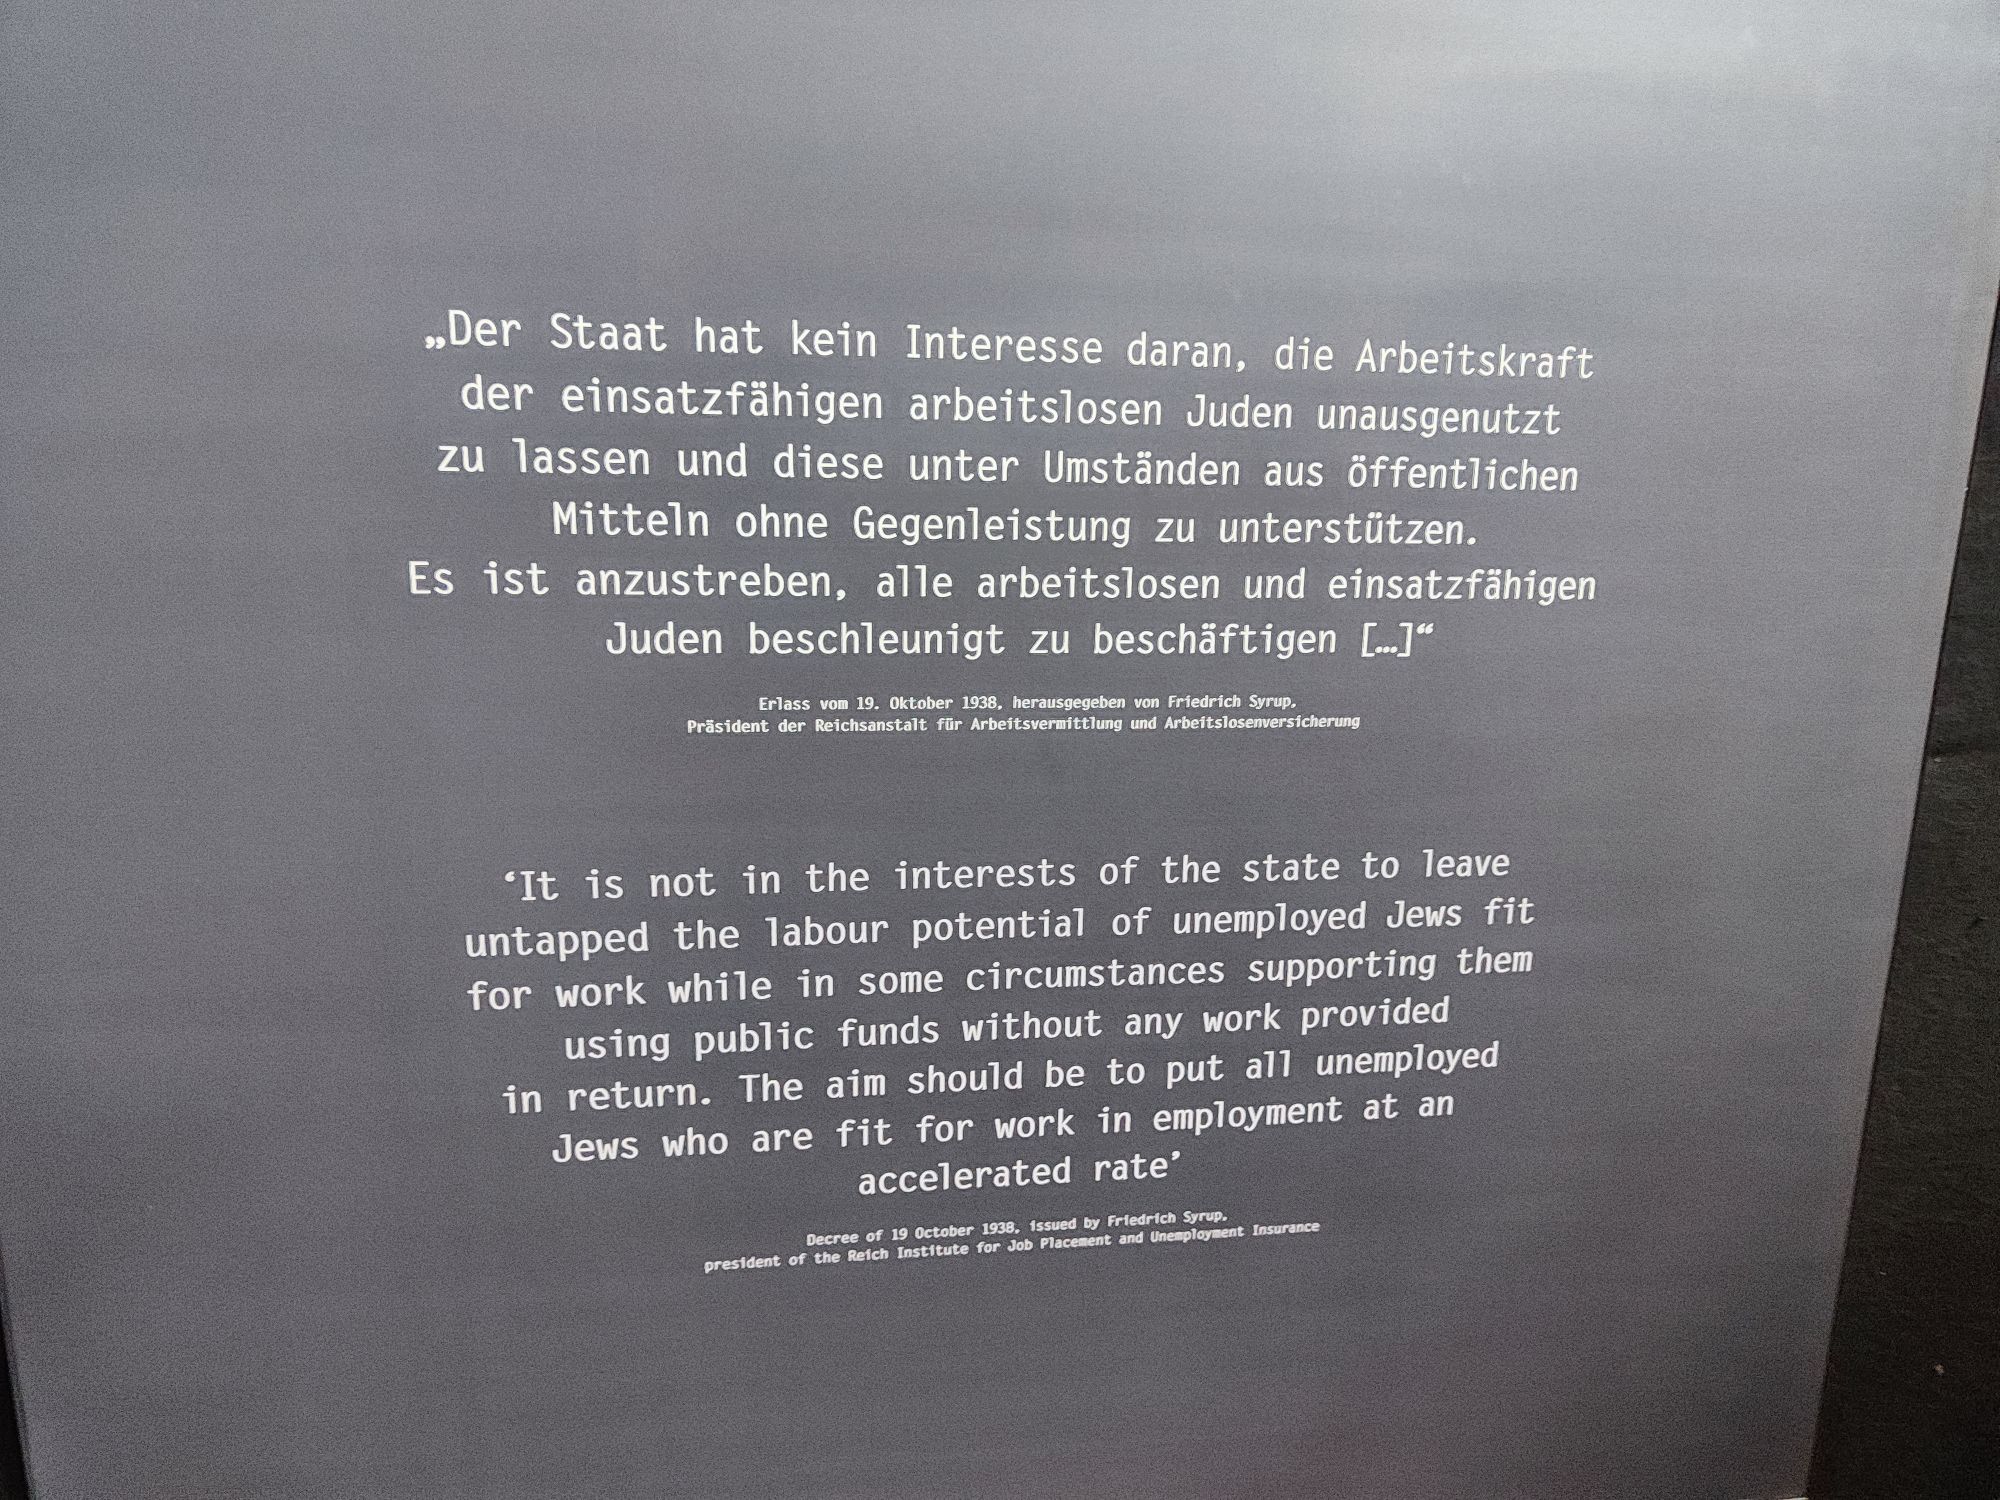 „Der Staat hat kein Interesse daran, die Arbeitskraft
der einsatzfähigen arbeitslosen Juden unausgenutzt
zu lassen und diese unter Umständen aus öffentlichen
Mitteln ohne Gegenleistung zu unterstützen.
Es ist anzustreben, alle arbeitslosen und einsatzfähigen
Juden beschleunigt zu beschäftigen […]“
Erlass vom 19. Oktober 1938, herausgegeben von Friedrich Syrup,
Präsident der Reichsanstalt für Arbeitsvermittlung und Arbeitslosenversicherung
‘It is not in the interests of the state to leave
untapped the labour potential of unemployed Jews fit
for work while in some circumstances supporting them
using public funds without any work provided
in return. The aim should be to put all unemployed
Jews who are fit for work in employment at an
accelerated rate’
Decree of 19 October 1938, issued by Friedrich Syrup,
president of the Reich Institute for Job Placement and Unemployment Insurance